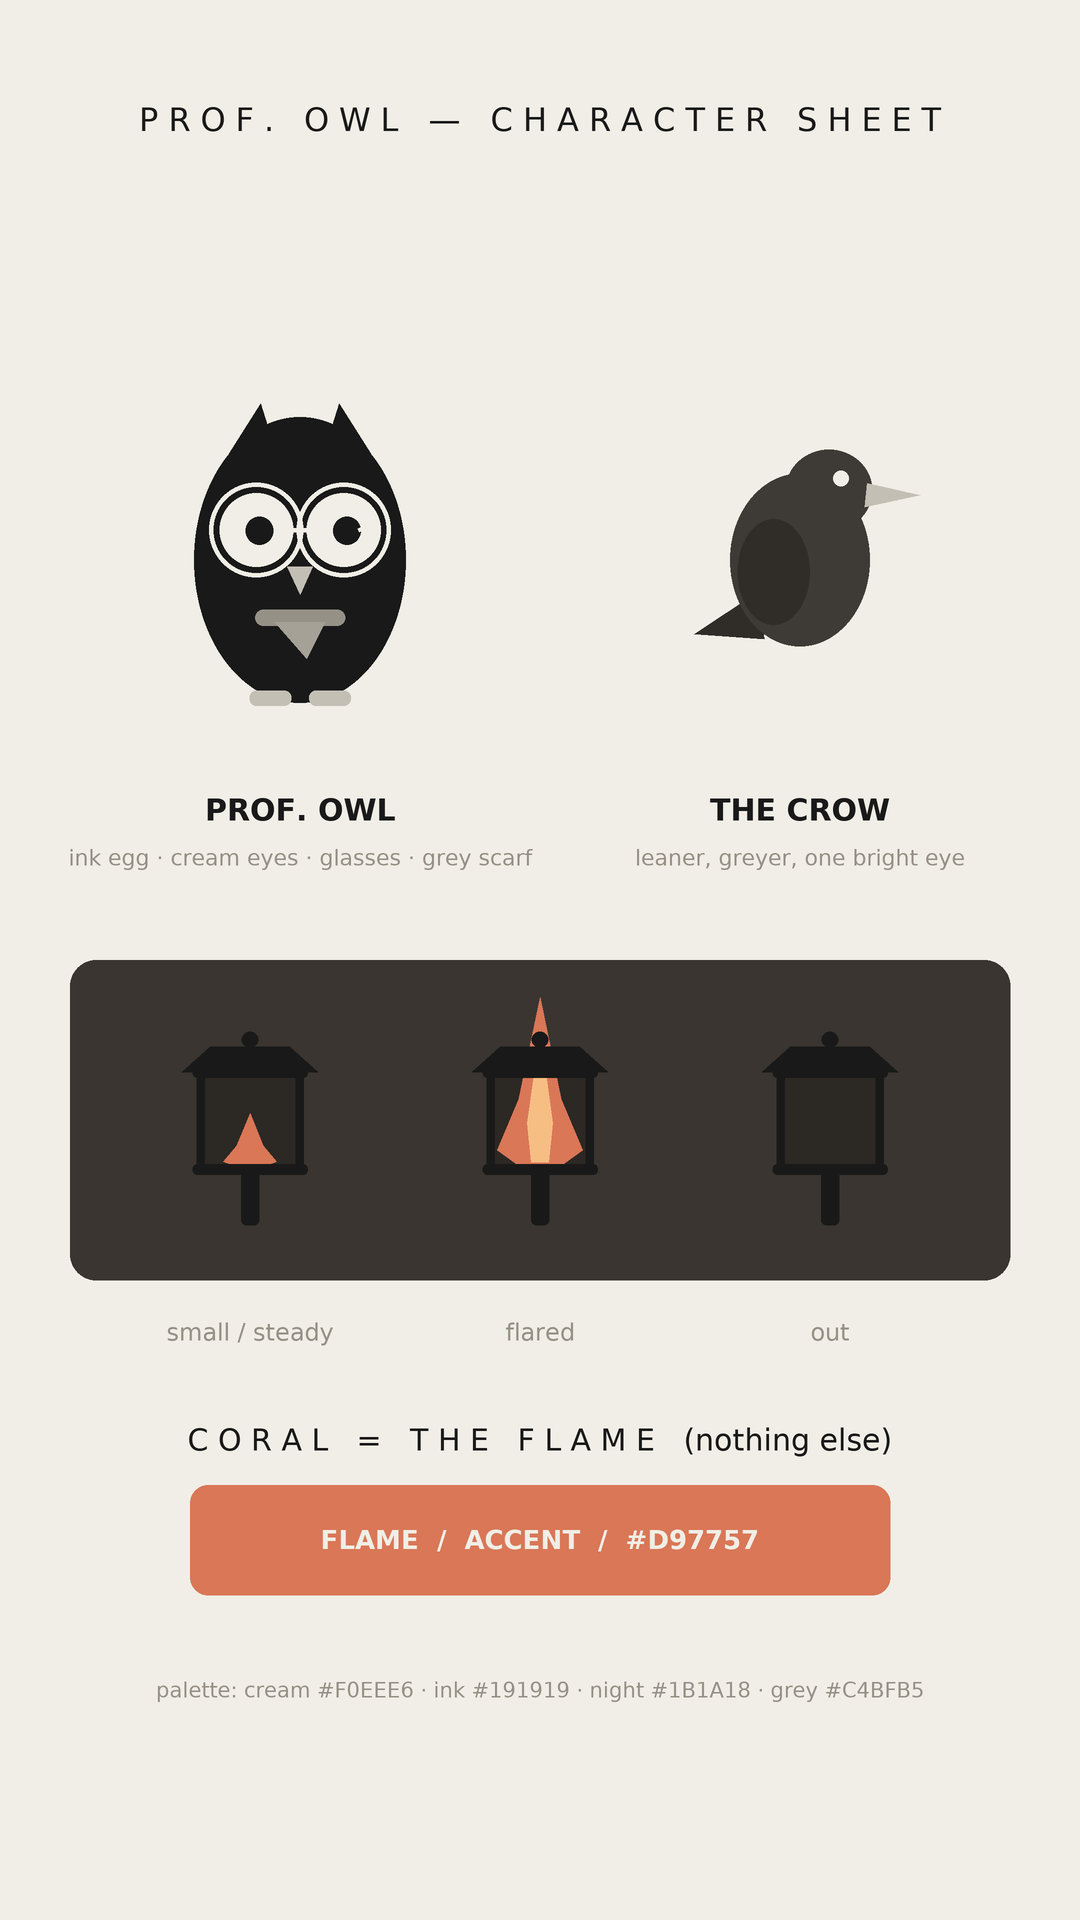 PROF. OWL — CHARACTER SHEET
PROF. OWL
THE CROW
ink egg · cream eyes · glasses · grey scarf
leaner, greyer, one bright eye
small / steady
flared
out
CORAL = THE FLAME (nothing else)
FLAME / ACCENT / #D97757
palette: cream #F0EEE6 · ink #191919 · night #1B1A18 · grey #C4BFB5